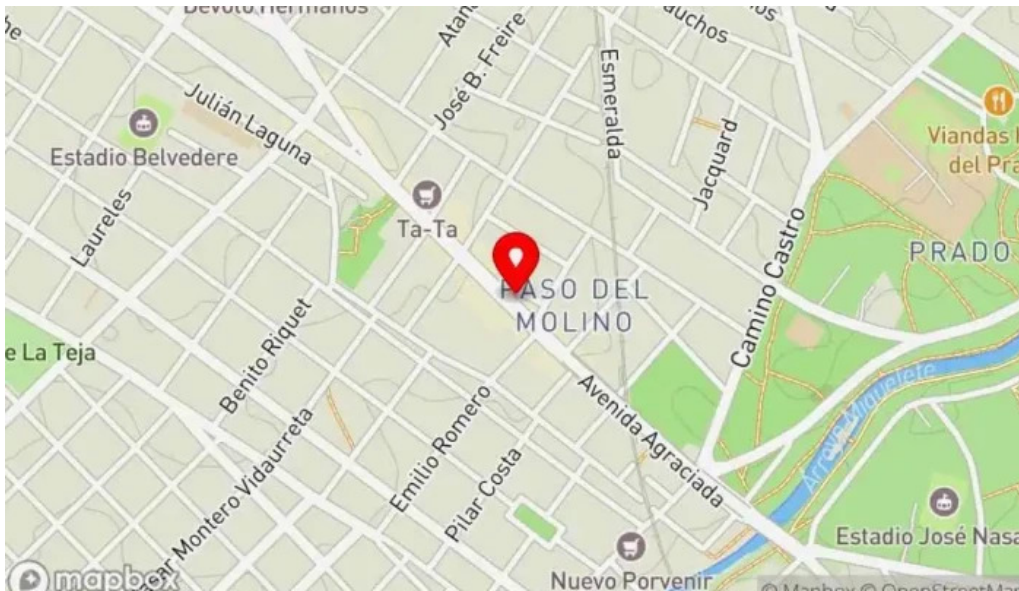 Devoto Hermanos
José B. Freire
Esmeralda
Julián Laguna
Estadio Belvedere
Jacquard
Viandas
del Pra
Laureles
Ta-Ta
PRADO
Camino Castro
PASO DEL
MOLINO
Benito Riquet
e La Teja
Avenida Agraciada
Arroyo Miguelete
Emilio Romero
Pilar Costa
sar Montero Vidaurreta
Estadio José Nasa
Nuevo Porvenir
mapbox
© Mapbox © OpenStreetMap